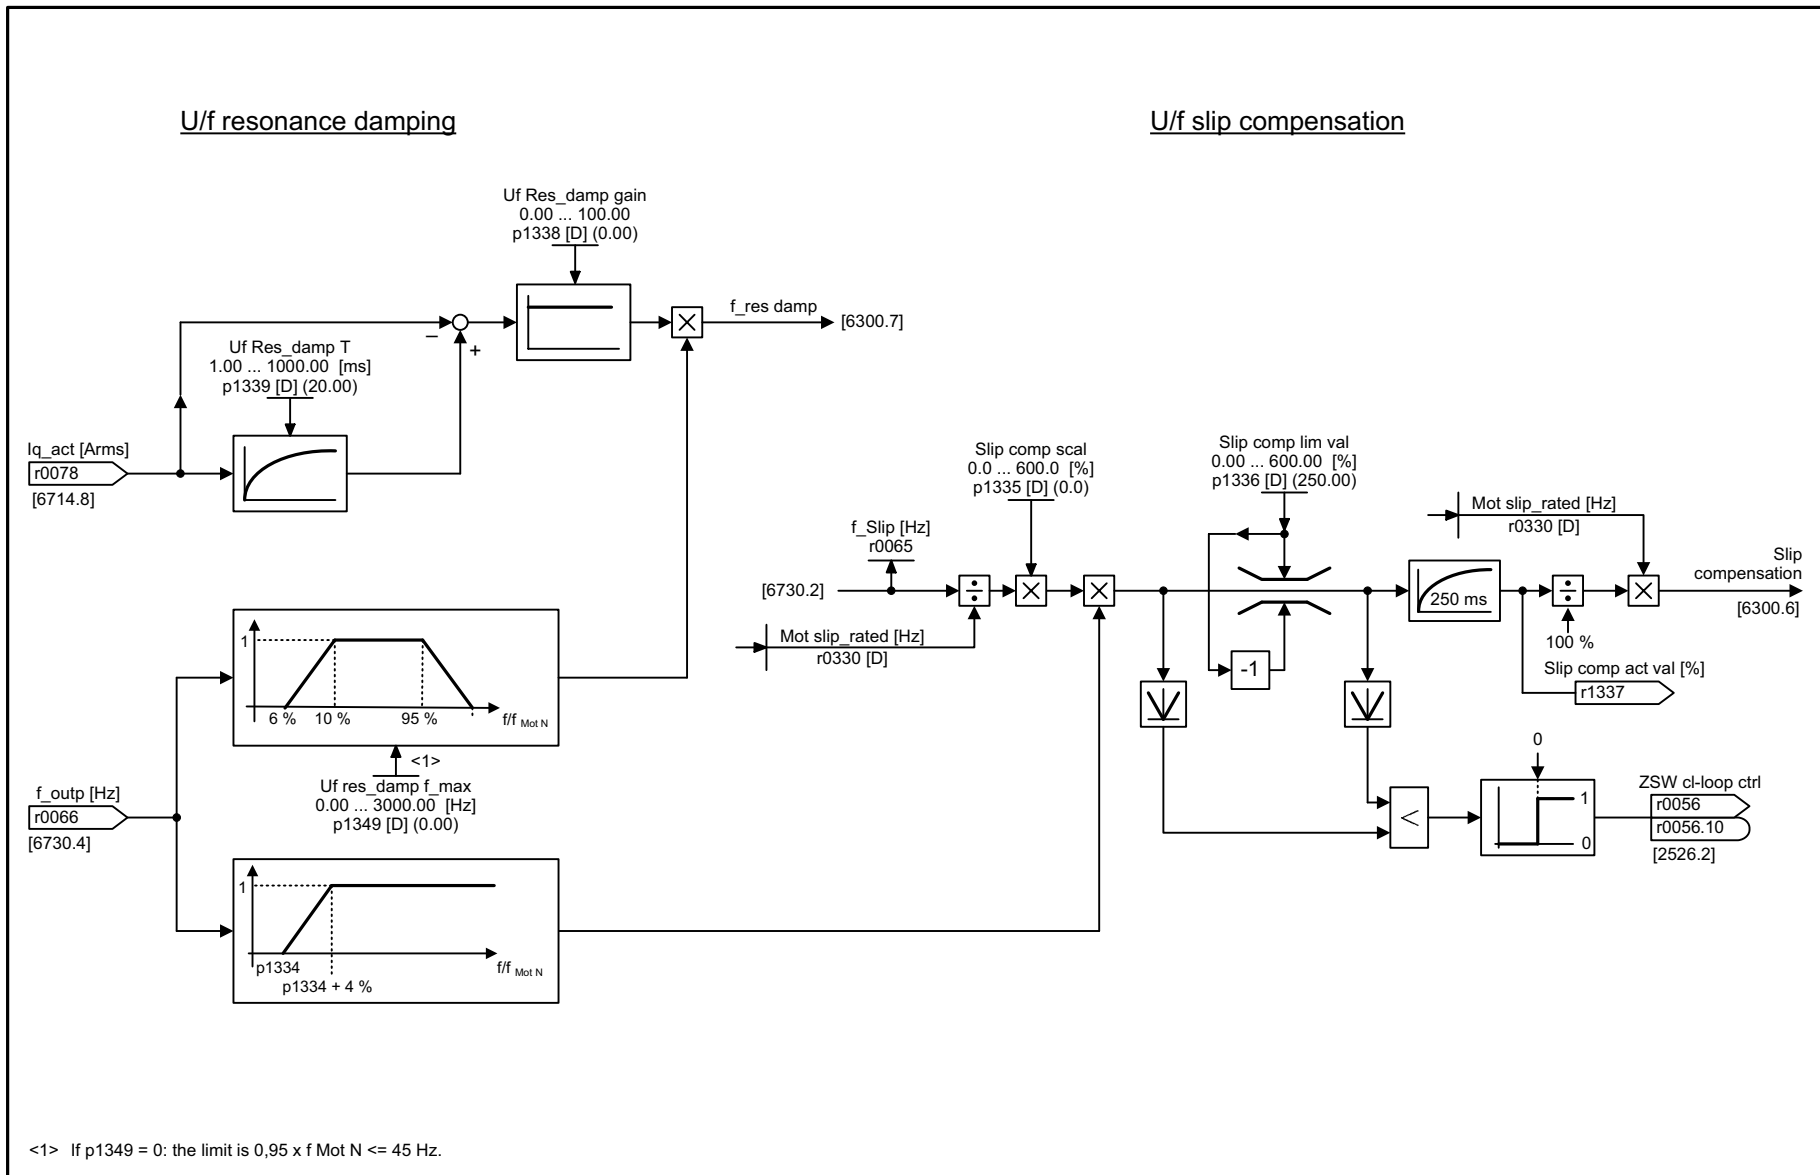 U/f resonance damping
U/f slip compensation
Uf Res_damp gain
0.00 ... 100.00
p1338 [D] (0.00)
f_res damp
[6300.7]
−
+
Uf Res_damp T
1.00 ... 1000.00 [ms]
p1339 [D] (20.00)
Iq_act [Arms]
r0078
[6714.8]
Slip comp scal
0.0 ... 600.0 [%]
p1335 [D] (0.0)
Slip comp lim val
0.00 ... 600.00 [%]
p1336 [D] (250.00)
Mot slip_rated [Hz]
r0330 [D]
f_Slip [Hz]
r0065
[6730.2]
÷
250 ms
÷
Slip
compensation
[6300.6]
Mot slip_rated [Hz]
r0330 [D]
100 %
-1
Slip comp act val [%]
r1337
1
6 %
10 %
95 %
f/f Mot N
<1>
Uf res_damp f_max
0.00 ... 3000.00 [Hz]
p1349 [D] (0.00)
f_outp [Hz]
r0066
[6730.4]
0
1
0
<
ZSW cl-loop ctrl
r0056
r0056.10
[2526.2]
1
p1334
p1334 + 4 %
f/f Mot N
<1> If p1349 = 0: the limit is 0,95 x f Mot N <= 45 Hz.